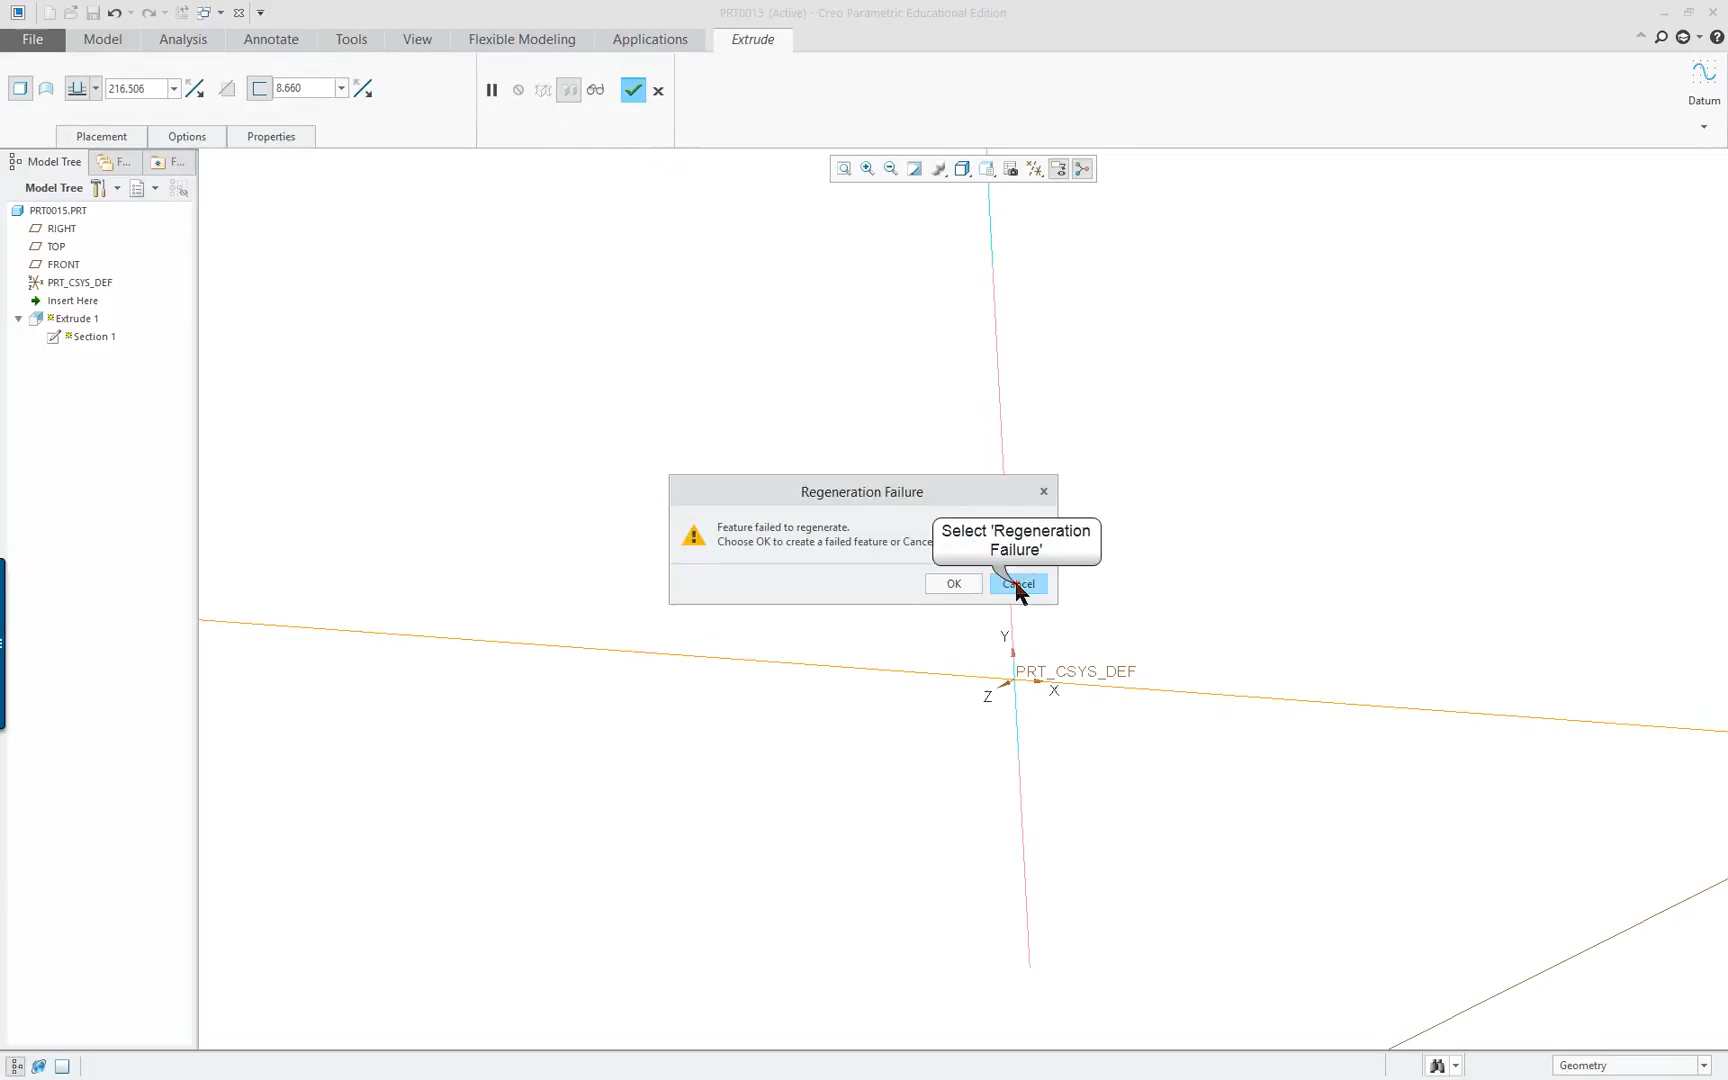 PRT0015 (Active) - Creo Parametric Educational Edition
File Model Analysis Annotate Tools View Flexible Modeling Applications Extrude
216.506 8.660
Datum
Placement Options Properties
Model Tree F... F...
Model Tree
PRT0015.PRT
RIGHT
TOP
FRONT
PRT_CSYS_DEF
Insert Here
Extrude 1
Section 1
Regeneration Failure
Feature failed to regenerate.
Choose OK to create a failed feature or Cance
Select 'Regeneration
Failure'
OK Cancel
Y
PRT_CSYS_DEF
X
Z
Geometry